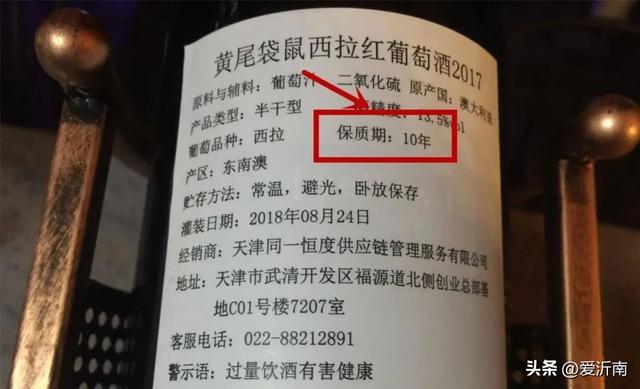 黄尾袋鼠西拉红葡萄酒2017
原料与辅料：葡萄汁 二氧化硫 原产国：澳大利亚
产品类型：半干型 精度：13.5%vol
葡萄品种：西拉 保质期：10年
产区：东南澳
贮存方法：常温，避光，卧放保存
灌装日期：2018年08月24日
经销商：天津同一恒度供应链管理服务有限公司
地址：天津市武清开发区福源道北侧创业总部基
地C01号楼7207室
客服电话：022-88212891
警示语：过量饮酒有害健康
头条 @爱沂南